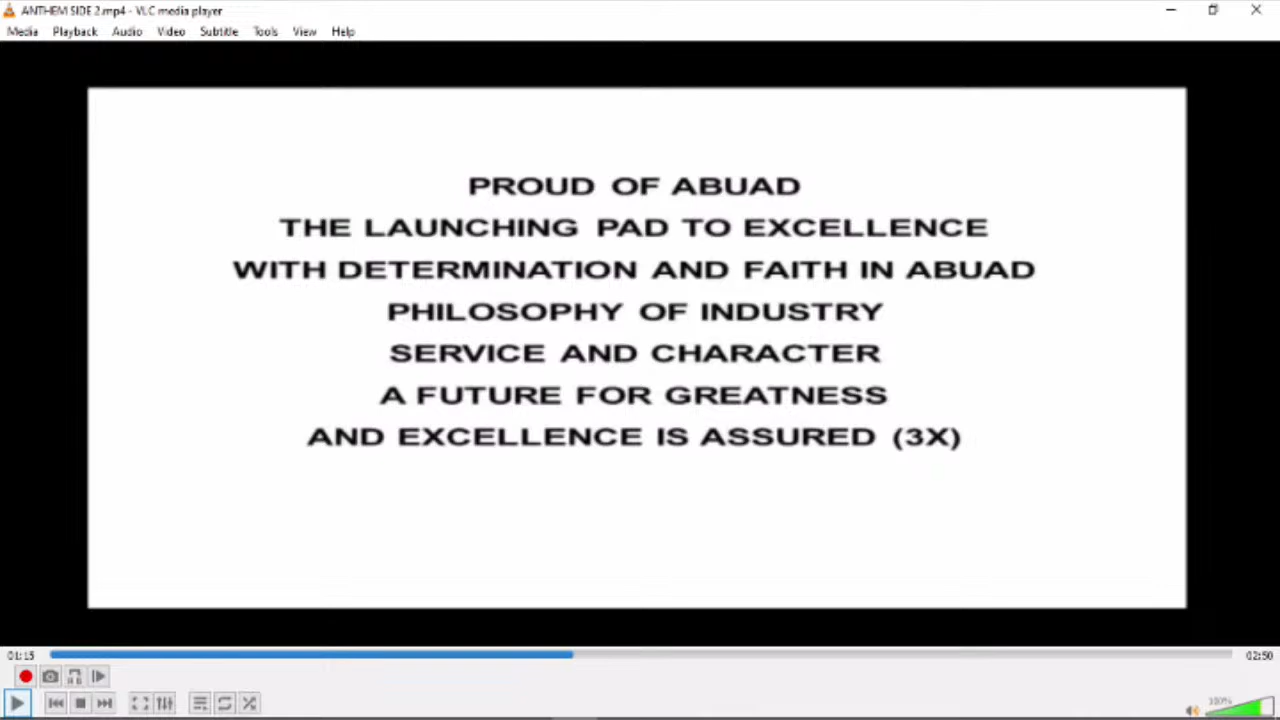 ANTHEM SIDE 2.mp4 - VLC media player
Media Playback Audio Video Subtitle Tools View Help
PROUD OF ABUAD
THE LAUNCHING PAD TO EXCELLENCE
WITH DETERMINATION AND FAITH IN ABUAD
PHILOSOPHY OF INDUSTRY
SERVICE AND CHARACTER
A FUTURE FOR GREATNESS
AND EXCELLENCE IS ASSURED (3X)
01:15 02:50
100%